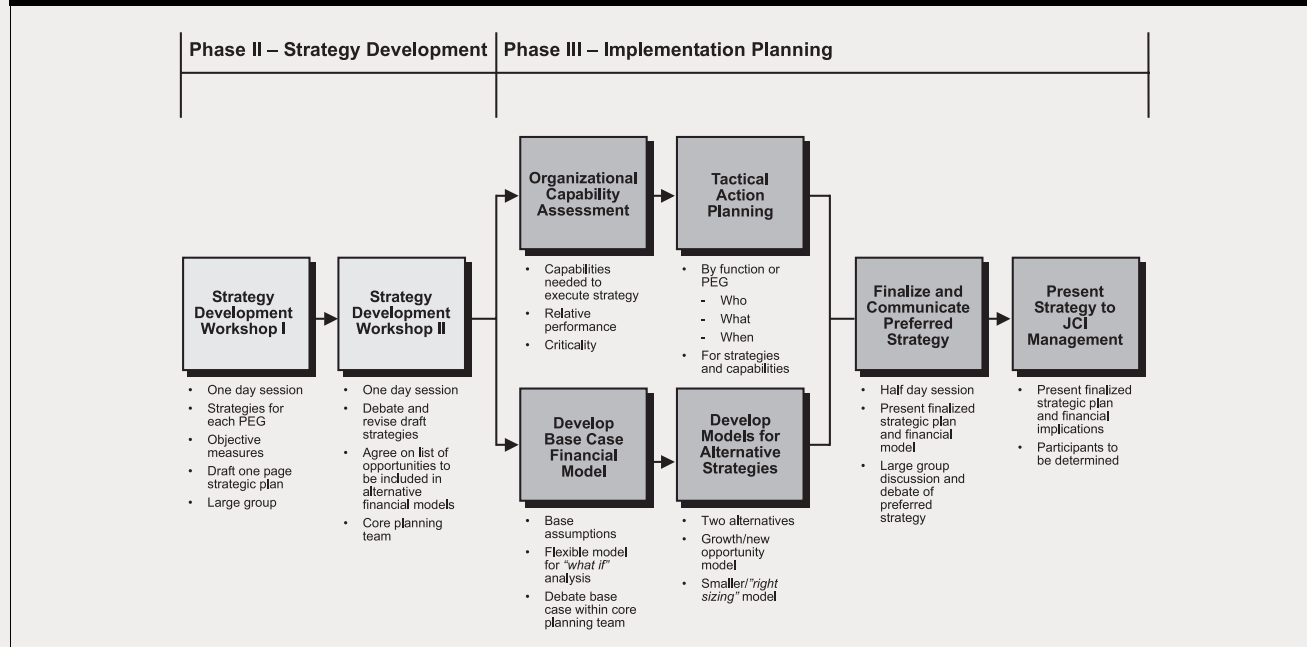 Phase II – Strategy Development
Phase III – Implementation Planning
Organizational
Capability
Assessment
• Capabilities
needed to
execute strategy
• Relative
performance
• Criticality
Tactical
Action
Planning
• By function or
PEG
- Who
- What
- When
• For strategies
and capabilities
Strategy
Development
Workshop I
• One day session
• Strategies for
each PEG
• Objective
measures
• Draft one page
strategic plan
• Large group
Strategy
Development
Workshop II
• One day session
• Debate and
revise draft
strategies
• Agree on list of
opportunities to
be included in
alternative
financial models
• Core planning
team
Develop
Base Case
Financial
Model
• Base
assumptions
• Flexible model
for "what if"
analysis
• Debate base
case within core
planning team
Develop
Models for
Alternative
Strategies
• Two alternatives
• Growth/new
opportunity
model
• Smaller/"right
sizing" model
Finalize and
Communicate
Preferred
Strategy
• Half day session
• Present finalized
strategic plan
and financial
model
• Large group
discussion and
debate of
preferred
strategy
Present
Strategy to
JCI
Management
• Present finalized
strategic plan
and financial
implications
• Participants to
be determined